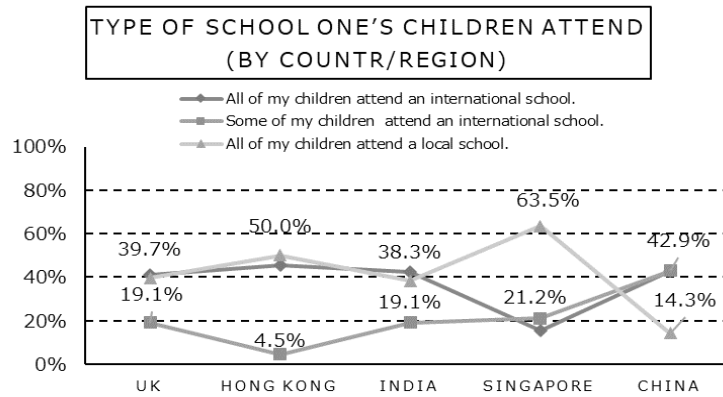 TYPE OF SCHOOL ONE'S CHILDREN ATTEND
(BY COUNTR/REGION)
All of my children attend an international school.
Some of my children attend an international school.
All of my children attend a local school.
100%
80%
60%
40%
20%
0%
39.7%
50.0%
38.3%
63.5%
42.9%
19.1%
4.5%
19.1%
21.2%
14.3%
UK
HONG KONG
INDIA
SINGAPORE
CHINA